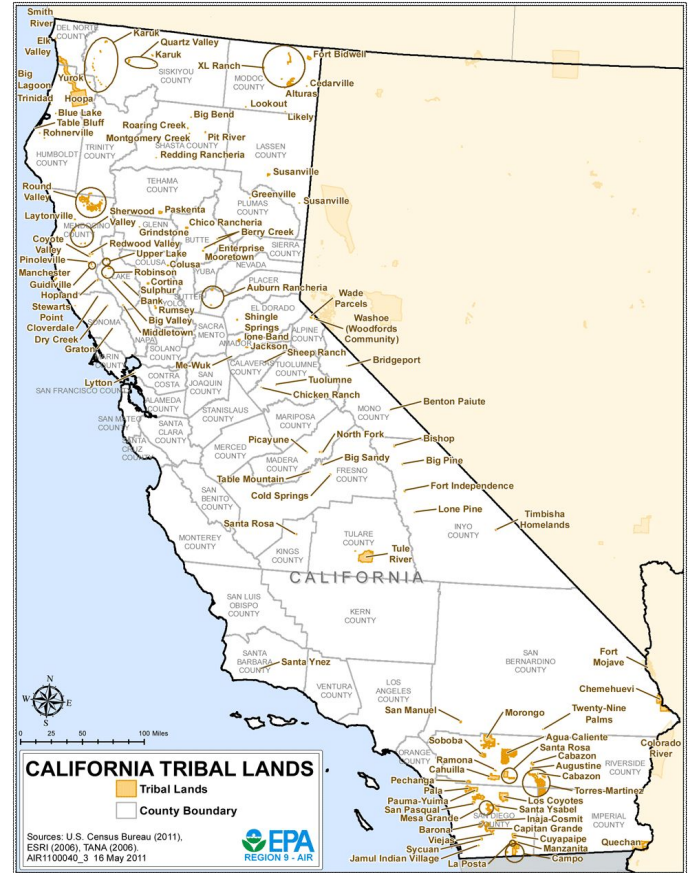 Smith
River
DEL NORTE
COUNTY
Elk
Valley
Karuk
Quartz Valley
Karuk
SISKIYOU
COUNTY
XL Ranch
MODOC
COUNTY
Fort Bidwell
Cedarville
Alturas
Lookout
Likely
Big
Lagoon
Yurok
Trinidad
Hoopa
Blue Lake
Table Bluff
Rohnerville
HUMBOLDT
COUNTY
TRINITY
COUNTY
Big Bend
Roaring Creek
Montgomery Creek
Pit River
SHASTA COUNTY
Redding Rancheria
LASSEN
COUNTY
Susanville
TEHAMA
COUNTY
Greenville
PLUMAS
COUNTY
Susanville
Round
Valley
Laytonville
Sherwood
Valley
Paskenta
MENDOCINO
COUNTY
GLENN
Grindstone
Chico Rancheria
BUTTE
Berry Creek
Coyote
Valley
Redwood Valley
Enterprise
Mooretown
SIERRA
COUNTY
Pinoleville
Upper Lake
COLUSA
Colusa
YUBA
NEVADA
Manchester
LAKE
Robinson
PLACER
COUNTY
Guidiville
Cortina
Auburn Rancheria
Hopland
Sulphur
Bank
SUTTER
YOLO
Rumsey
Wade
Parcels
Stewarts
Point
Big Valley
EL DORADO
Cloverdale
SONOMA
Shingle
Springs
ALPINE
COUNTY
Washoe
(Woodfords
Community)
Dry Creek
Middletown
NAPA
SACRA
MENTO
Ione Band
AMADOR
Jackson
Graton
MARIN
COUNTY
SOLANO
COUNTY
CALAVERAS
Sheep Ranch
TUOLUMNE
COUNTY
Bridgeport
Me-Wuk
Lytton
CONTRA
COSTA
SAN
JOAQUIN
COUNTY
Tuolumne
SAN FRANCISCO COUNTY
Chicken Ranch
ALAMEDA
COUNTY
STANISLAUS
COUNTY
MONO
COUNTY
Benton Paiute
SAN MATEO
COUNTY
SANTA
CLARA
COUNTY
MARIPOSA
COUNTY
SANTA
CRUZ
COUNTY
MERCED
COUNTY
Picayune
North Fork
Bishop
MADERA
COUNTY
Big Sandy
Big Pine
Table Mountain
FRESNO
COUNTY
SAN
BENITO
COUNTY
Cold Springs
Fort Independence
Lone Pine
Timbisha
Homelands
INYO
COUNTY
Santa Rosa
MONTEREY
COUNTY
TULARE
COUNTY
KINGS
COUNTY
Tule
River
CALIFORNIA
SAN LUIS
OBISPO
COUNTY
KERN
COUNTY
SANTA
BARBARA
COUNTY
Santa Ynez
SAN
BERNARDINO
COUNTY
Fort
Mojave
VENTURA
COUNTY
LOS
ANGELES
COUNTY
Chemehuevi
San Manuel
Morongo
Twenty-Nine
Palms
Soboba
Agua Caliente
Colorado
River
ORANGE
COUNTY
Ramona
Santa Rosa
Cabazon
RIVERSIDE
COUNTY
Cahuilla
Augustine
Cabazon
Pechanga
Torres-Martinez
Pala
Pauma-Yuima
Los Coyotes
San Pasqual
Santa Ysabel
Mesa Grande
SAN DIEGO
COUNTY
Inaja-Cosmit
IMPERIAL
COUNTY
Barona
Capitan Grande
Viejas
Cuyapaipe
Quechan
Sycuan
Manzanita
Jamul Indian Village
Campo
La Posta
N
W
E
S
0 25 50 100 Miles
CALIFORNIA TRIBAL LANDS
Tribal Lands
County Boundary
Sources: U.S. Census Bureau (2011),
ESRI (2006), TANA (2006).
AIR1100040_3 16 May 2011
EPA
REGION 9 - AIR